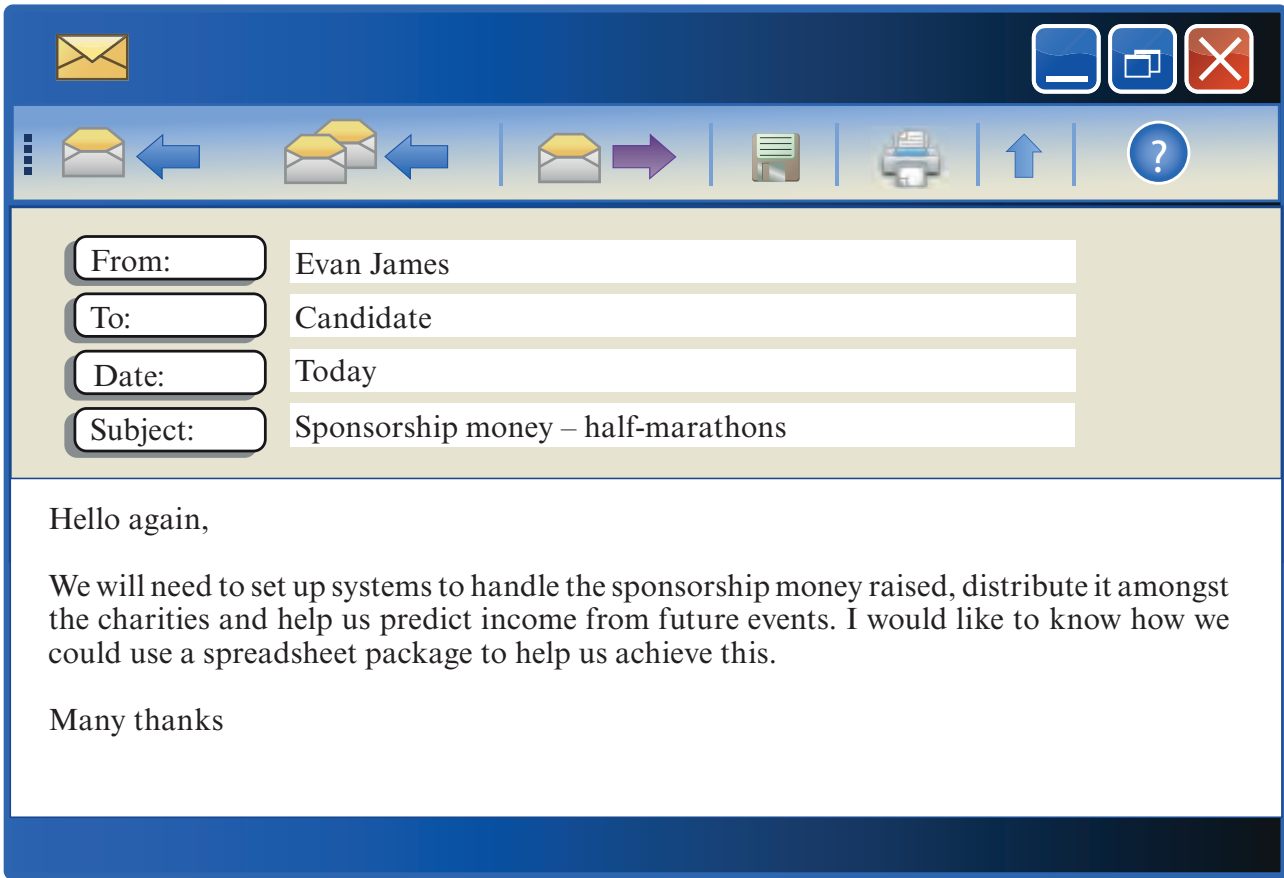 ?
From: Evan James
To: Candidate
Date: Today
Subject: Sponsorship money – half-marathons
Hello again,
We will need to set up systems to handle the sponsorship money raised, distribute it amongst
the charities and help us predict income from future events. I would like to know how we
could use a spreadsheet package to help us achieve this.
Many thanks